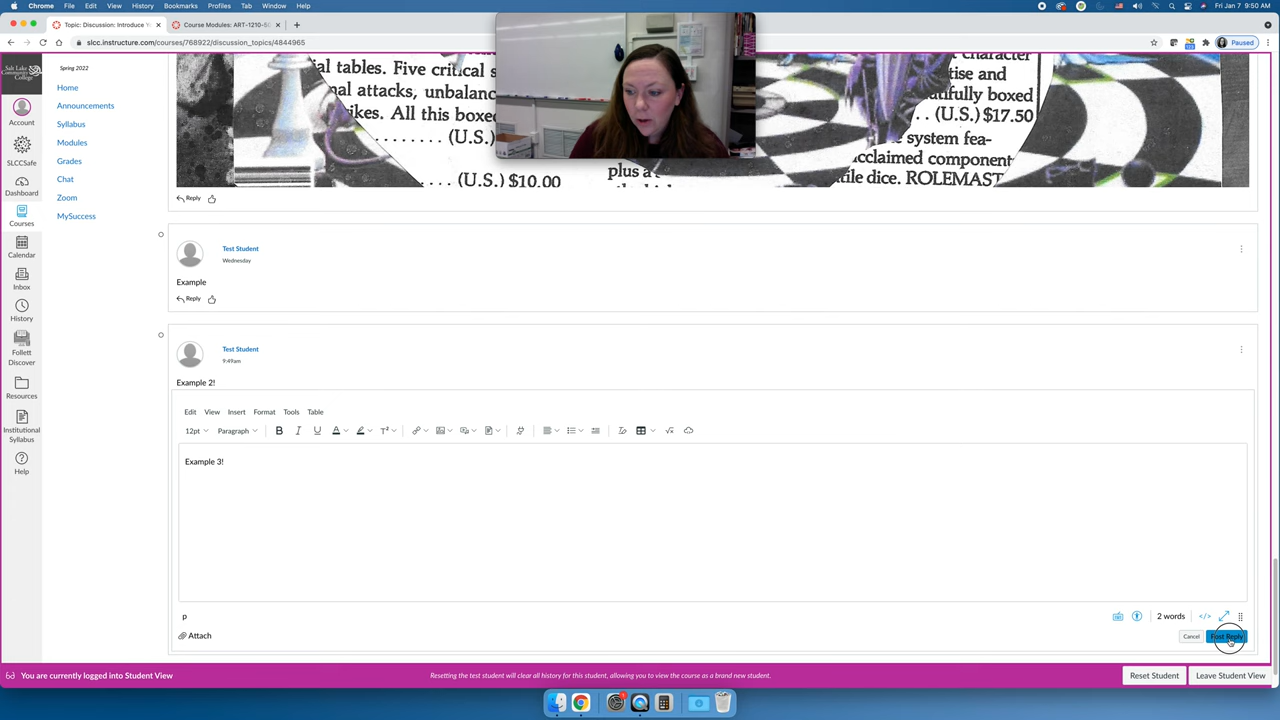 Chrome File Edit View History Bookmarks Profiles Tab Window Help Fri Jan 7 9:50 AM
Topic: Discussion: Introduce Y Course Modules: ART-1210-50
slcc.instructure.com/courses/768922/discussion_topics/4844965 Paused
Salt Lake
Community
College
Spring 2022
Home
Announcements
Syllabus
Modules
Grades
Chat
Zoom
MySuccess
Account
SLCCSafe
Dashboard
Courses
Calendar
Inbox
History
Follett
Discover
Resources
Institutional
Syllabus
Help
ial tables. Five critical s
nal attacks, unbalanc
ikes. All this boxe
. . . . . . . . (U.S.)
. . . . (U.S.) $10.00
plus a
character
tise and
utifully boxed
. . (U.S.) $17.50
e system fea-
acclaimed component
tile dice. ROLEMAST
Reply
Test Student
Wednesday
Example
Reply
Test Student
9:49am
Example 2!
Edit View Insert Format Tools Table
12pt Paragraph B I U A T²
Example 3!
p
2 words </>
Attach
Cancel Post Reply
You are currently logged into Student View
Resetting the test student will clear all history for this student, allowing you to view the course as a brand new student.
Reset Student Leave Student View